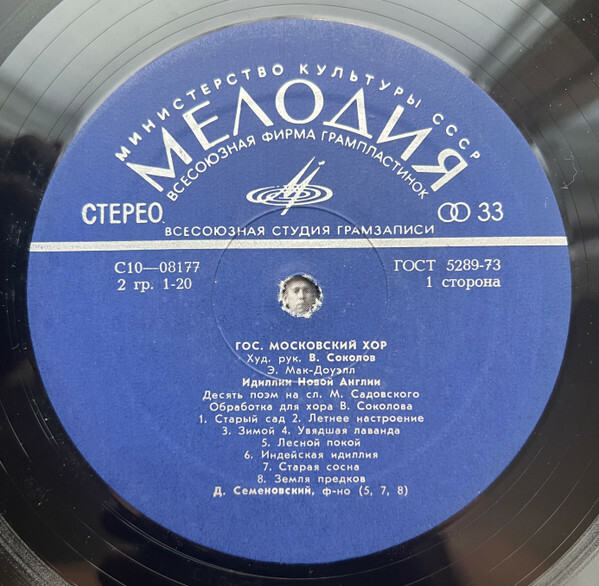 МИНИСТЕРСТВО КУЛЬТУРЫ СССР
МЕЛОДИЯ
ВСЕСОЮЗНАЯ ФИРМА ГРАМПЛАСТИНОК
СТЕРЕО 33
ВСЕСОЮЗНАЯ СТУДИЯ ГРАМЗАПИСИ
С10—08177 ГОСТ 5289-73
2 гр. 1-20 1 сторона
ГОС. МОСКОВСКИЙ ХОР
Худ. рук. В. Соколов
Э. Мак-Доуэлл
Идиллии Новой Англии
Десять поэм на сл. М. Садовского
Обработка для хора В. Соколова
1. Старый сад 2. Летнее настроение
3. Зимой 4. Увядшая лаванда
5. Лесной покой
6. Индейская идиллия
7. Старая сосна
8. Земля предков
Д. Семеновский, ф-но (5, 7, 8)